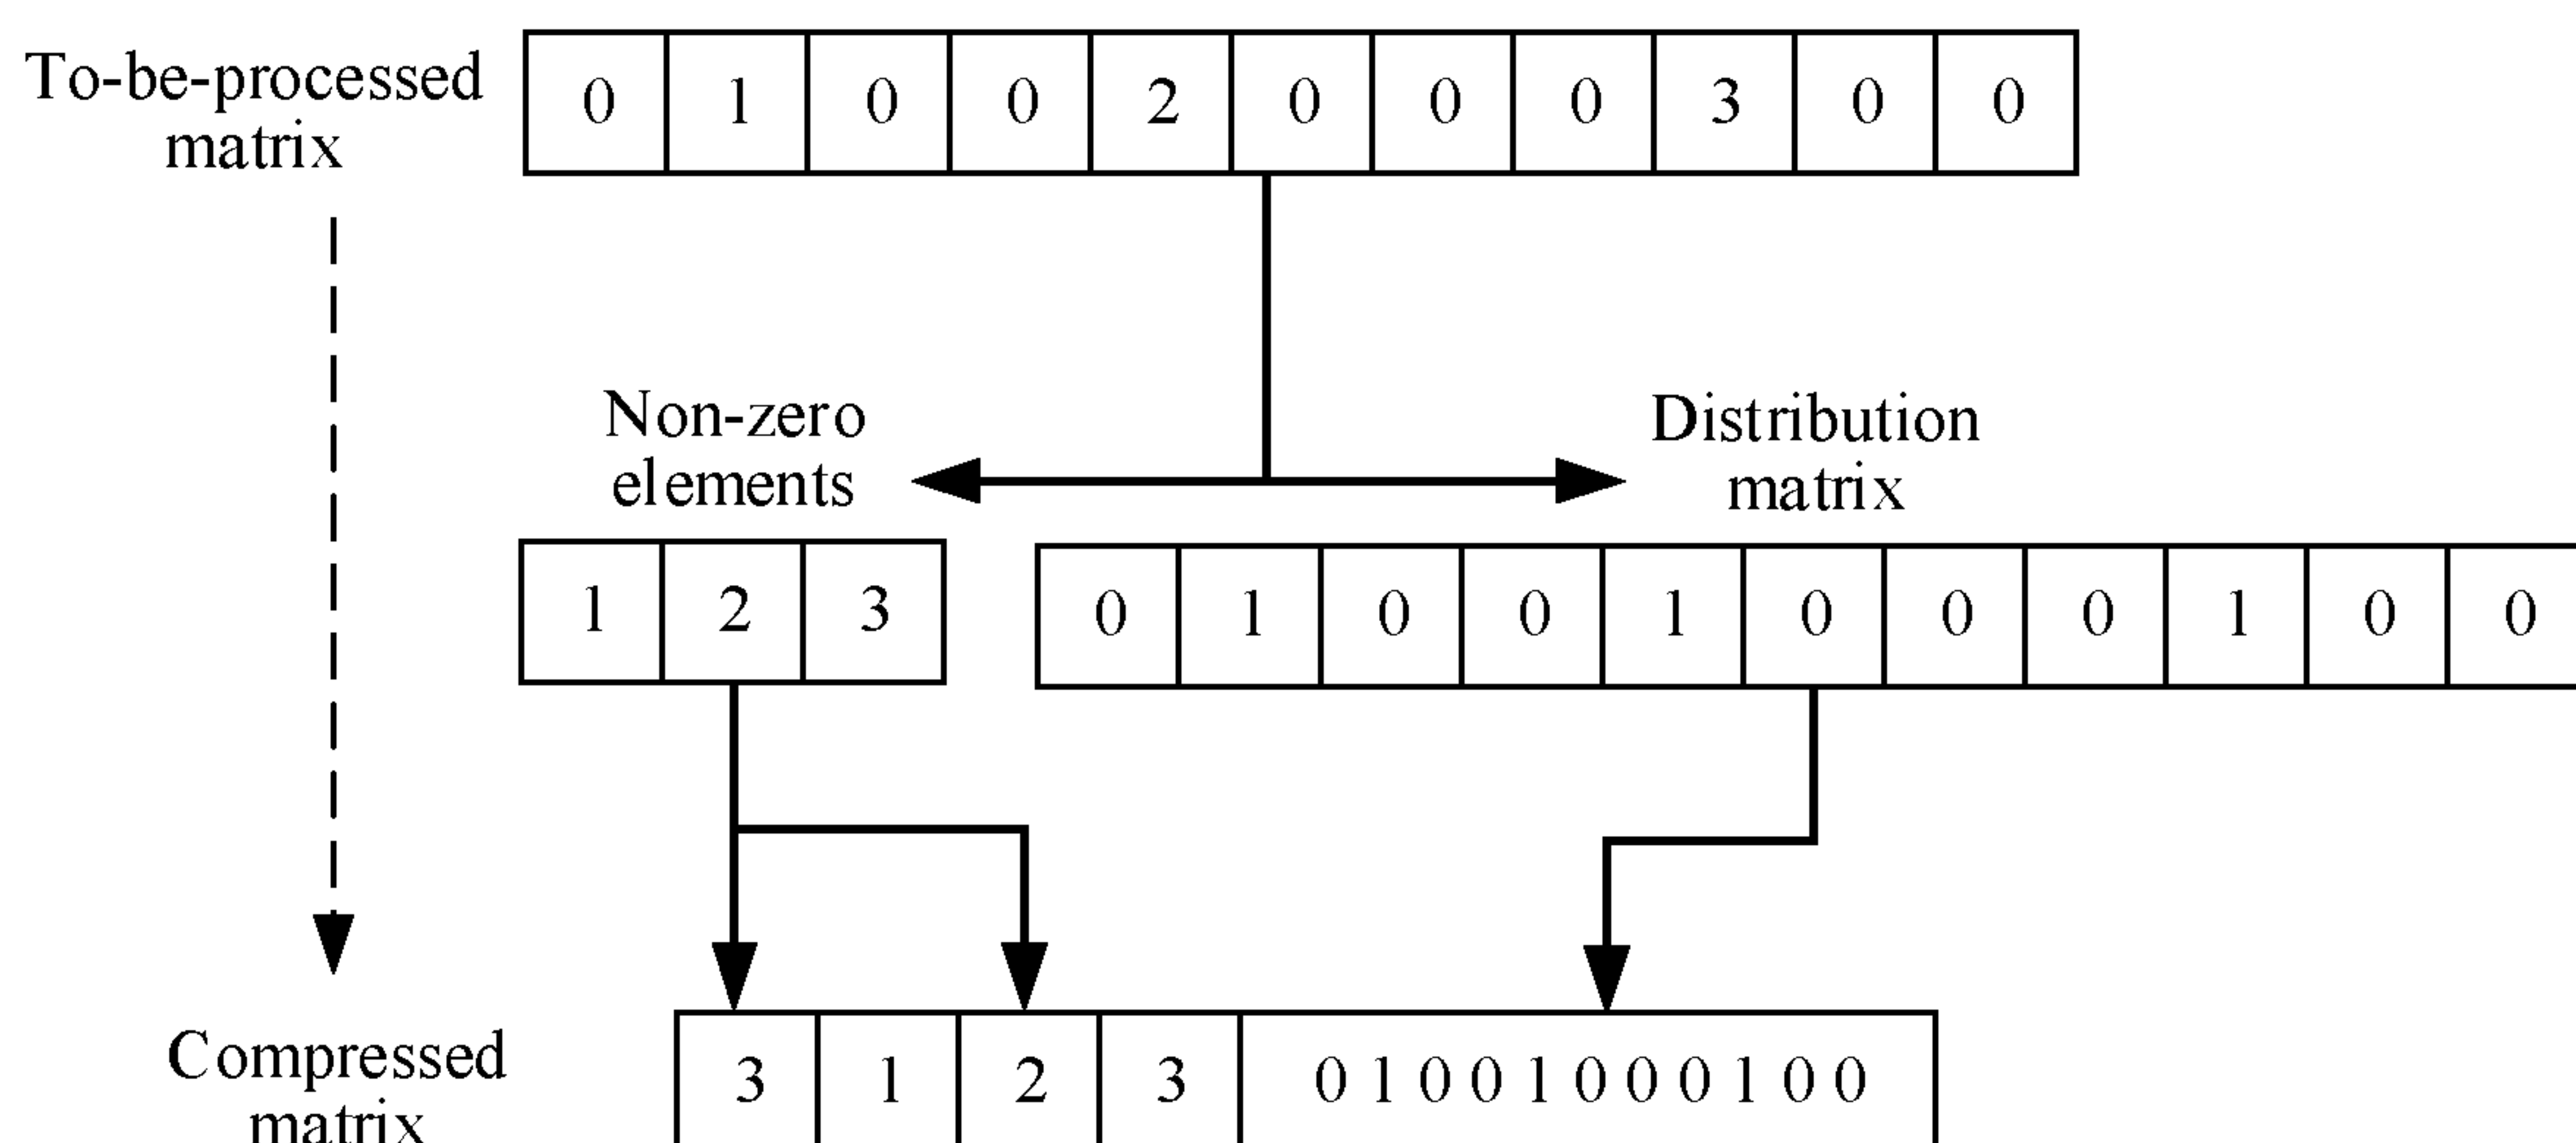 To-be-processed
matrix
0 1 0 0 2 0 0 0 3 0 0
Non-zero
elements
Distribution
matrix
1 2 3
0 1 0 0 1 0 0 0 1 0 0
Compressed
matrix
3 1 2 3 0 1 0 0 1 0 0 0 1 0 0